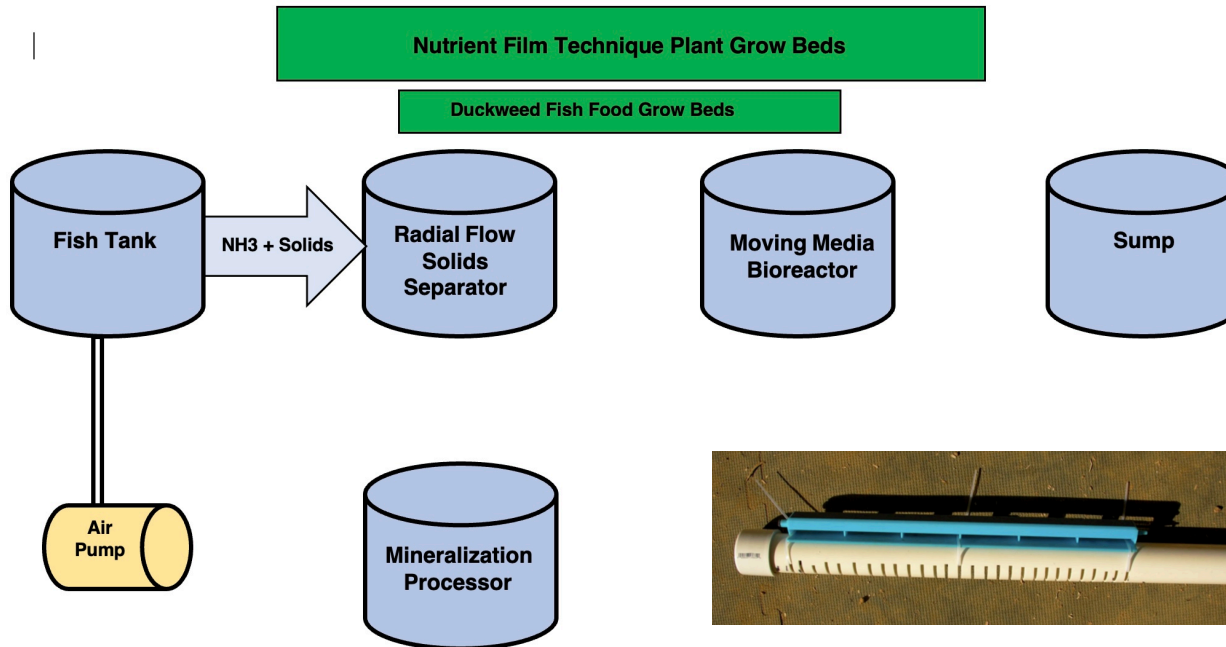 Nutrient Film Technique Plant Grow Beds
Duckweed Fish Food Grow Beds
Fish Tank
NH3 + Solids
Radial Flow
Solids
Separator
Moving Media
Bioreactor
Sump
Air
Pump
Mineralization
Processor